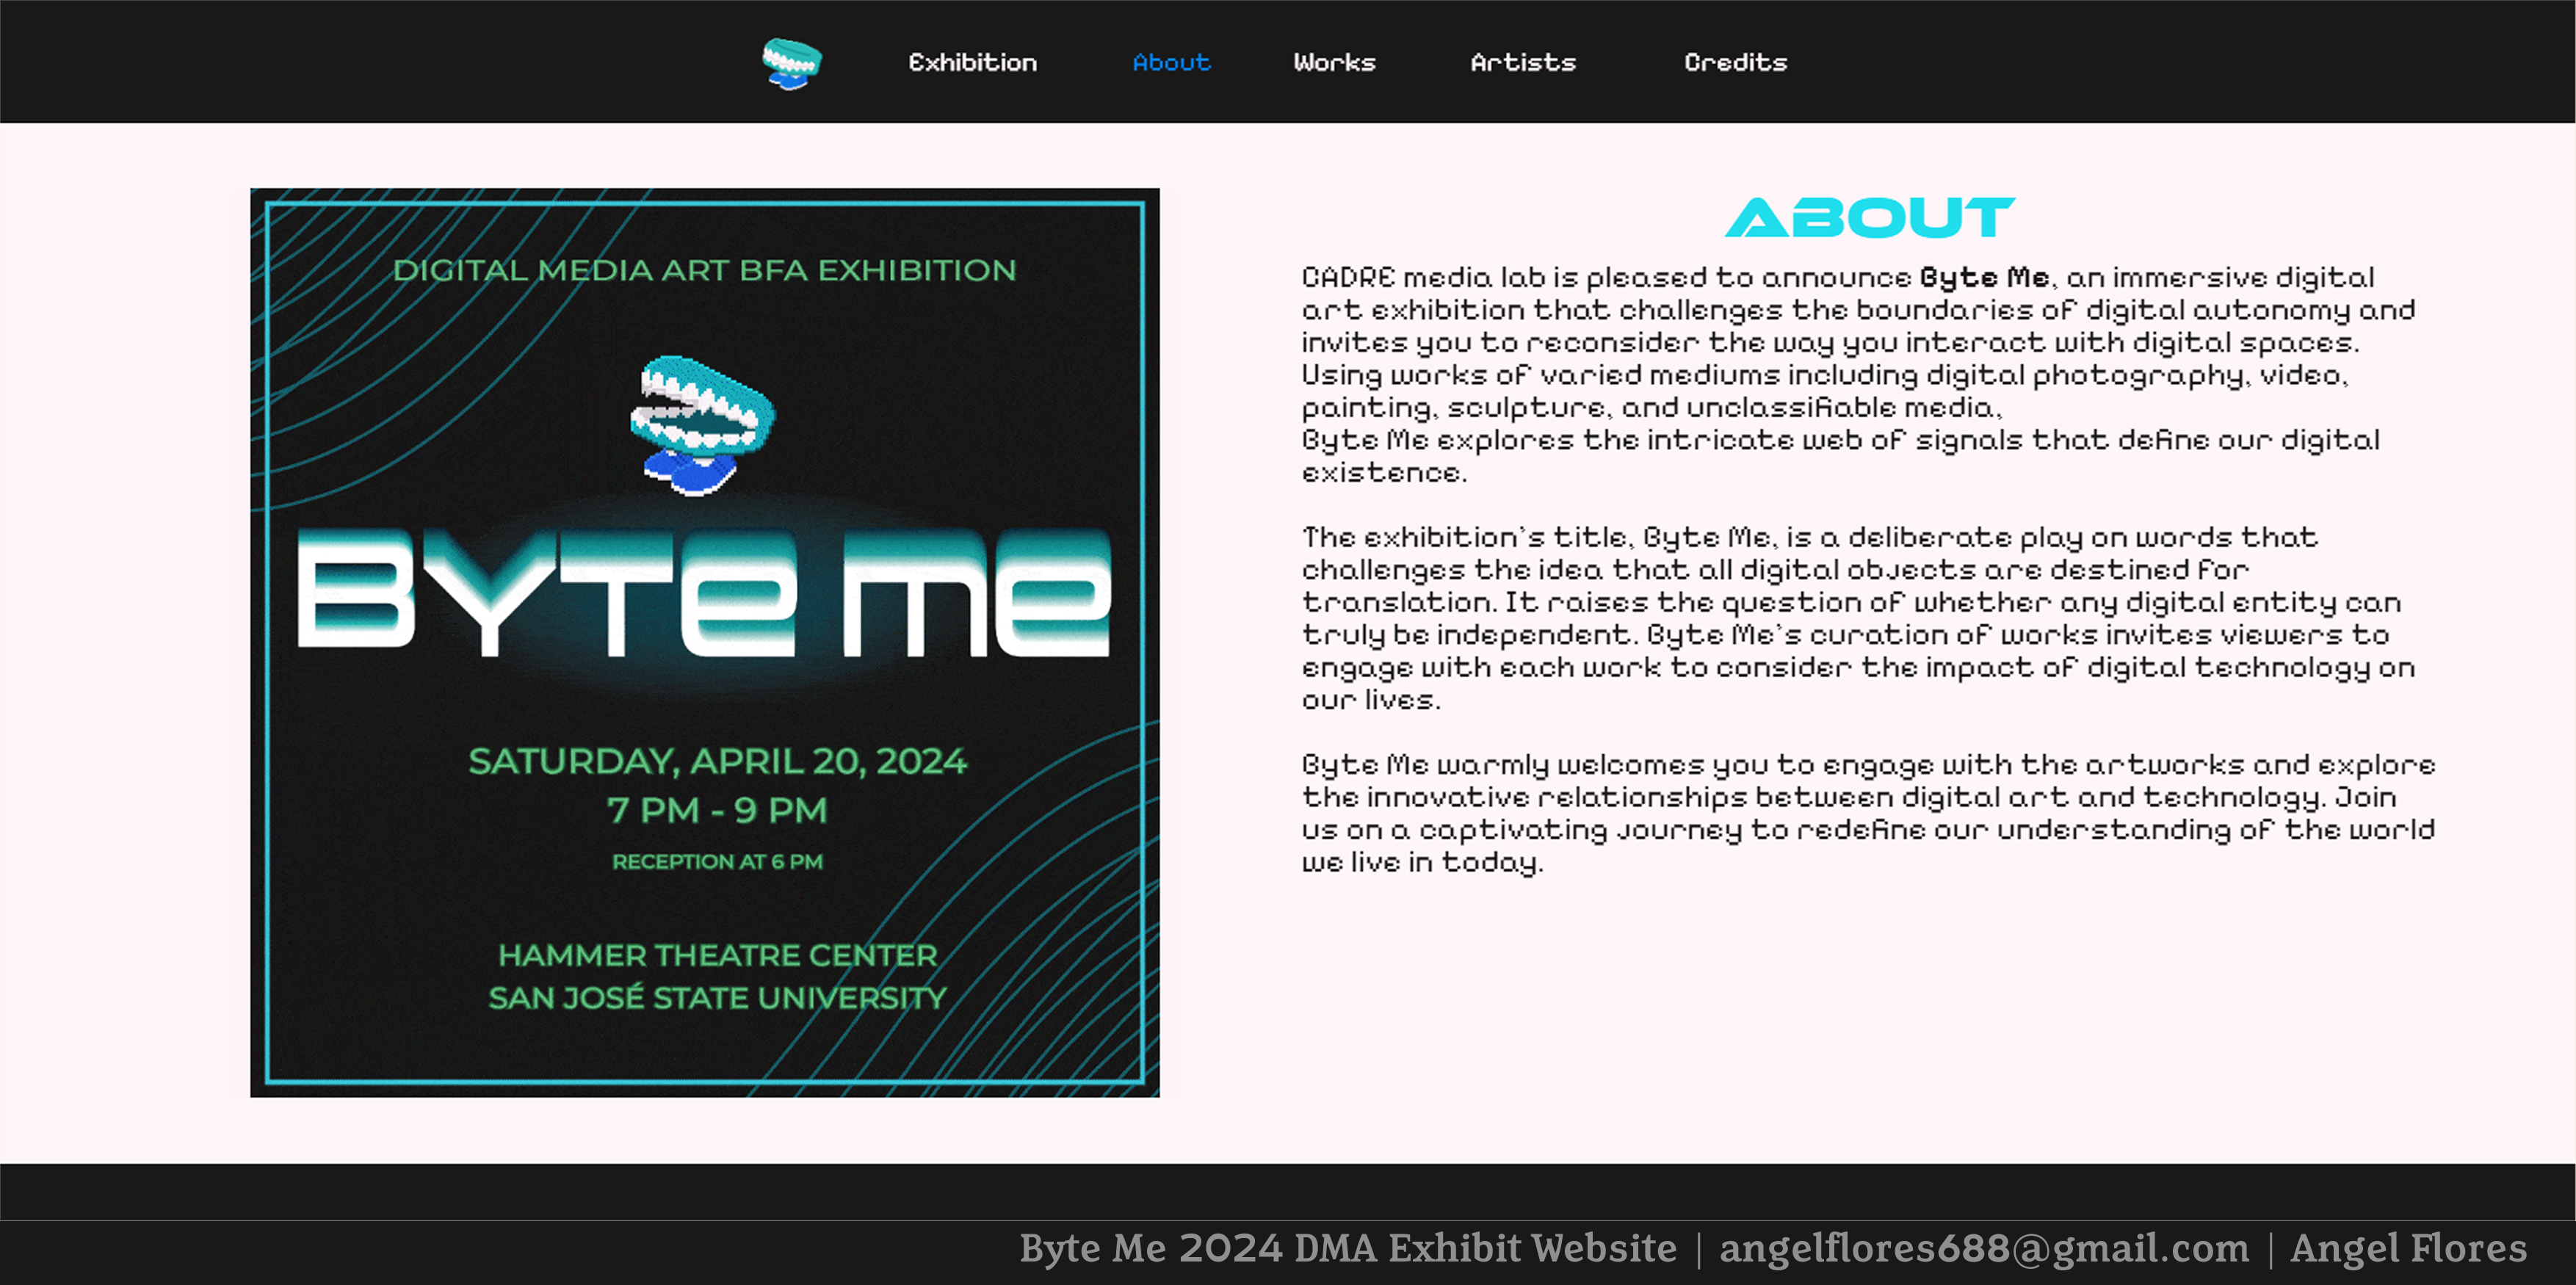 Exhibition About Works Artists Credits
DIGITAL MEDIA ART BFA EXHIBITION
BYTE ME
SATURDAY, APRIL 20, 2024
7 PM - 9 PM
RECEPTION AT 6 PM
HAMMER THEATRE CENTER
SAN JOSÉ STATE UNIVERSITY
ABOUT
CADRE media lab is pleased to announce Byte Me, an immersive digital
art exhibition that challenges the boundaries of digital autonomy and
invites you to reconsider the way you interact with digital spaces.
Using works of varied mediums including digital photography, video,
painting, sculpture, and unclassifiable media,
Byte Me explores the intricate web of signals that define our digital
existence.
The exhibition's title, Byte Me, is a deliberate play on words that
challenges the idea that all digital objects are destined for
translation. It raises the question of whether any digital entity can
truly be independent. Byte Me's curation of works invites viewers to
engage with each work to consider the impact of digital technology on
our lives.
Byte Me warmly welcomes you to engage with the artworks and explore
the innovative relationships between digital art and technology. Join
us on a captivating journey to redefine our understanding of the world
we live in today.
Byte Me 2024 DMA Exhibit Website | angelflores688@gmail.com | Angel Flores